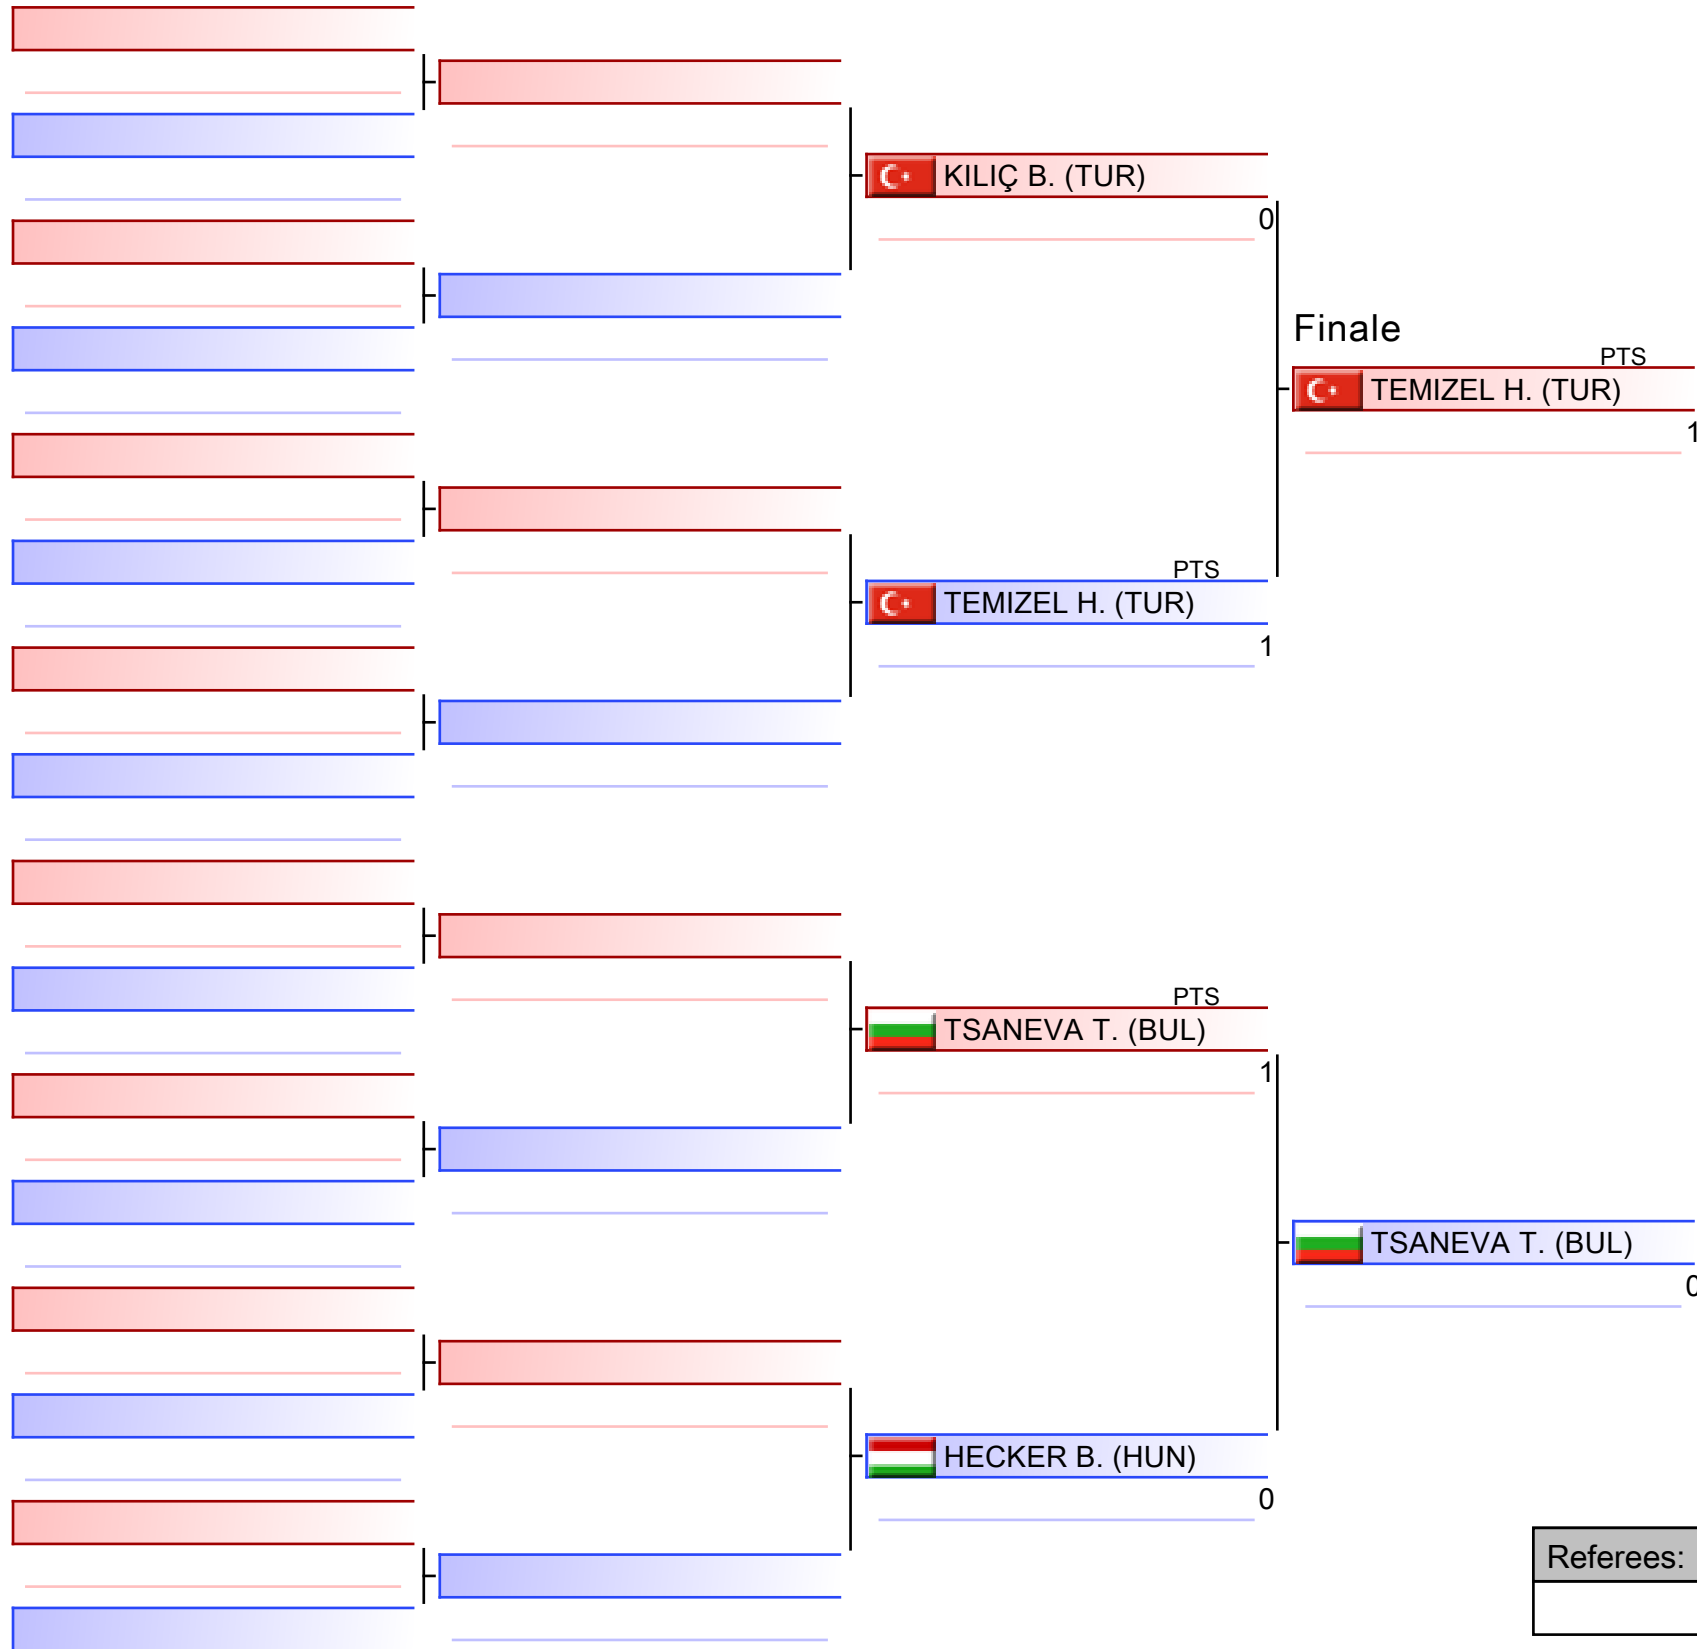 KILIÇ B. (TUR)
0
Finale
PTS
TEMIZEL H. (TUR)
1
PTS
TEMIZEL H. (TUR)
1
PTS
TSANEVA T. (BUL)
1
TSANEVA T. (BUL)
0
HECKER B. (HUN)
0
Referees: